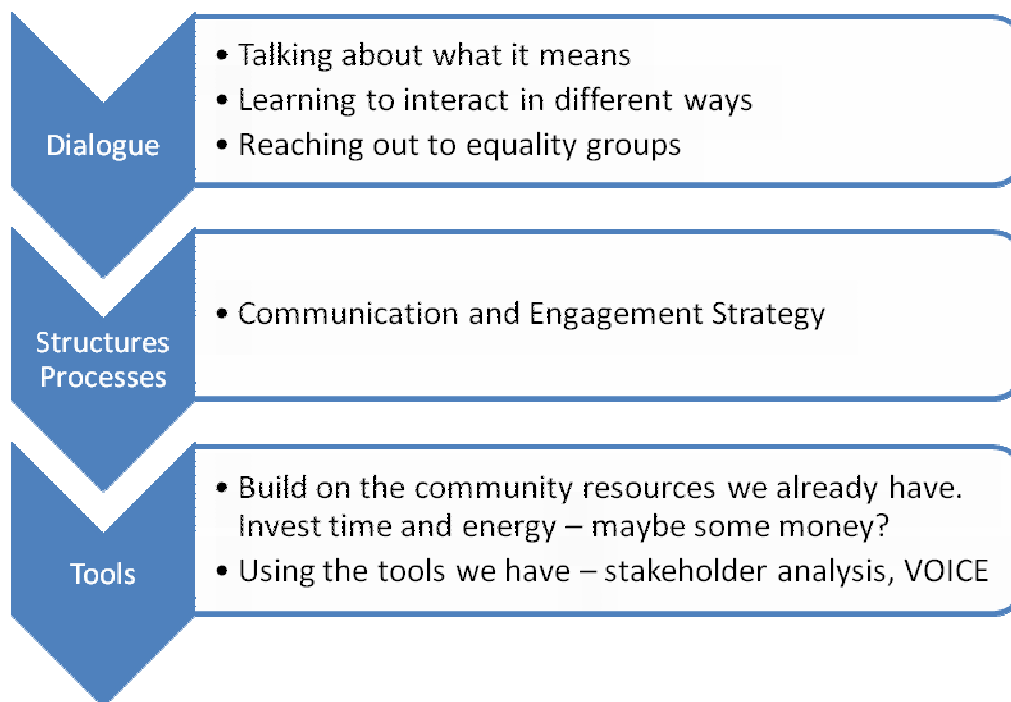 Dialogue
• Talking about what it means
• Learning to interact in different ways
• Reaching out to equality groups
Structures
Processes
• Communication and Engagement Strategy
Tools
• Build on the community resources we already have.
Invest time and energy – maybe some money?
• Using the tools we have – stakeholder analysis, VOICE